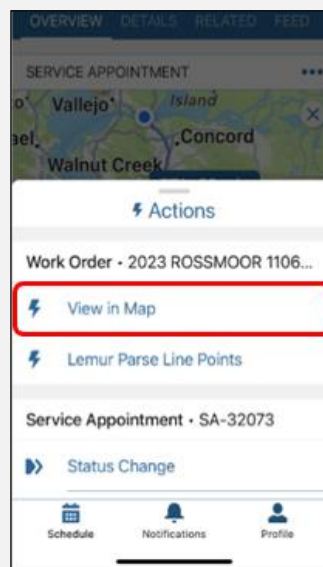 OVERVIEW DETAILS RELATED FEED
SERVICE APPOINTMENT
Vallejo
Island
Concord
Walnut Creek
Actions
Work Order • 2023 ROSSMOOR 1106...
View in Map
Lemur Parse Line Points
Service Appointment • SA-32073
Status Change
Schedule Notifications Profile